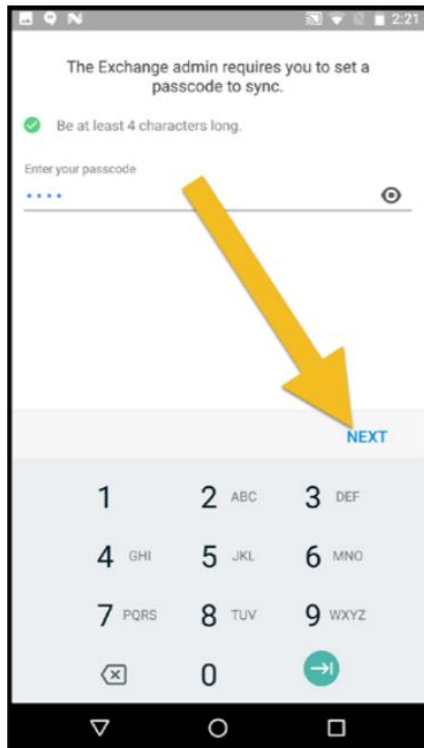 2:21
The Exchange admin requires you to set a
passcode to sync.
Be at least 4 characters long.
Enter your passcode
••••
NEXT
1 2 ABC 3 DEF
4 GHI 5 JKL 6 MNO
7 PQRS 8 TUV 9 WXYZ
0